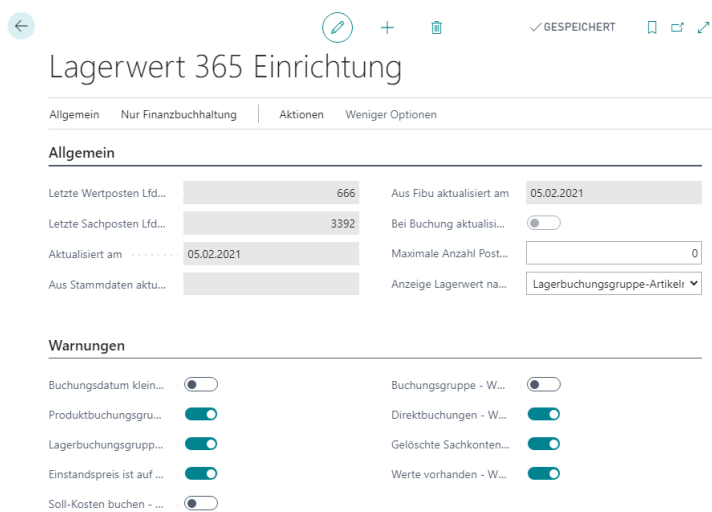 GESPEICHERT
Lagerwert 365 Einrichtung
Allgemein Nur Finanzbuchhaltung Aktionen Weniger Optionen
Allgemein
Letzte Wertposten Lfd... 666
Letzte Sachposten Lfd... 3392
Aktualisiert am 05.02.2021
Aus Stammdaten aktu...
Aus Fibu aktualisiert am 05.02.2021
Bei Buchung aktualisi...
Maximale Anzahl Post... 0
Anzeige Lagerwert na... Lagerbuchungsgruppe-Artikelr
Warnungen
Buchungsdatum klein...
Produktbuchungsgru...
Lagerbuchungsgrupp...
Einstandspreis ist auf ...
Soll-Kosten buchen - ...
Buchungsgruppe - W...
Direktbuchungen - W...
Gelöschte Sachkonten...
Werte vorhanden - W...